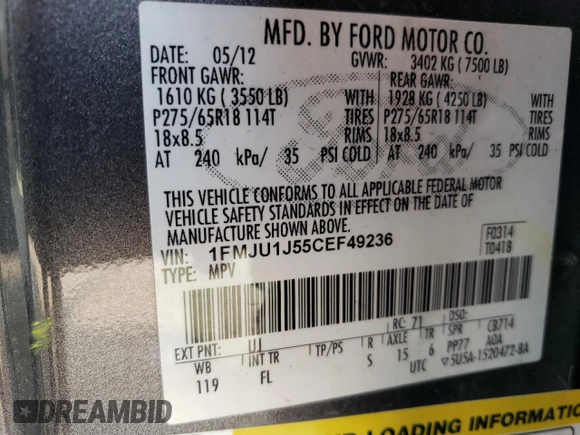 MFD. BY FORD MOTOR CO.
DATE: 05/12 GVWR: 3402 KG ( 7500 LB)
FRONT GAWR: REAR GAWR:
1610 KG ( 3550 LB) WITH 1928 KG ( 4250 LB) WITH
P275/65R18 114T TIRES P275/65R18 114T TIRES
18x8.5 RIMS 18x8.5 RIMS
AT 240 kPa/ 35 PSI COLD AT 240 kPa/ 35 PSI COLD
THIS VEHICLE CONFORMS TO ALL APPLICABLE FEDERAL MOTOR
VEHICLE SAFETY STANDARDS IN EFFECT ON THE DATE OF
MANUFACTURE SHOWN ABOVE.
F0314
VIN: 1FMJU1J55CEF49236 T0418
TYPE: MPV
EXT PNT: UJ RC: 71 DSO:
WB INT TR TP/PS R AXLE TR SPR CB714
119 FL S 15 6 PP77 AOA
UTC ▽5U5A-1520472-8A
LOADING INFORMATION
DREAMBID